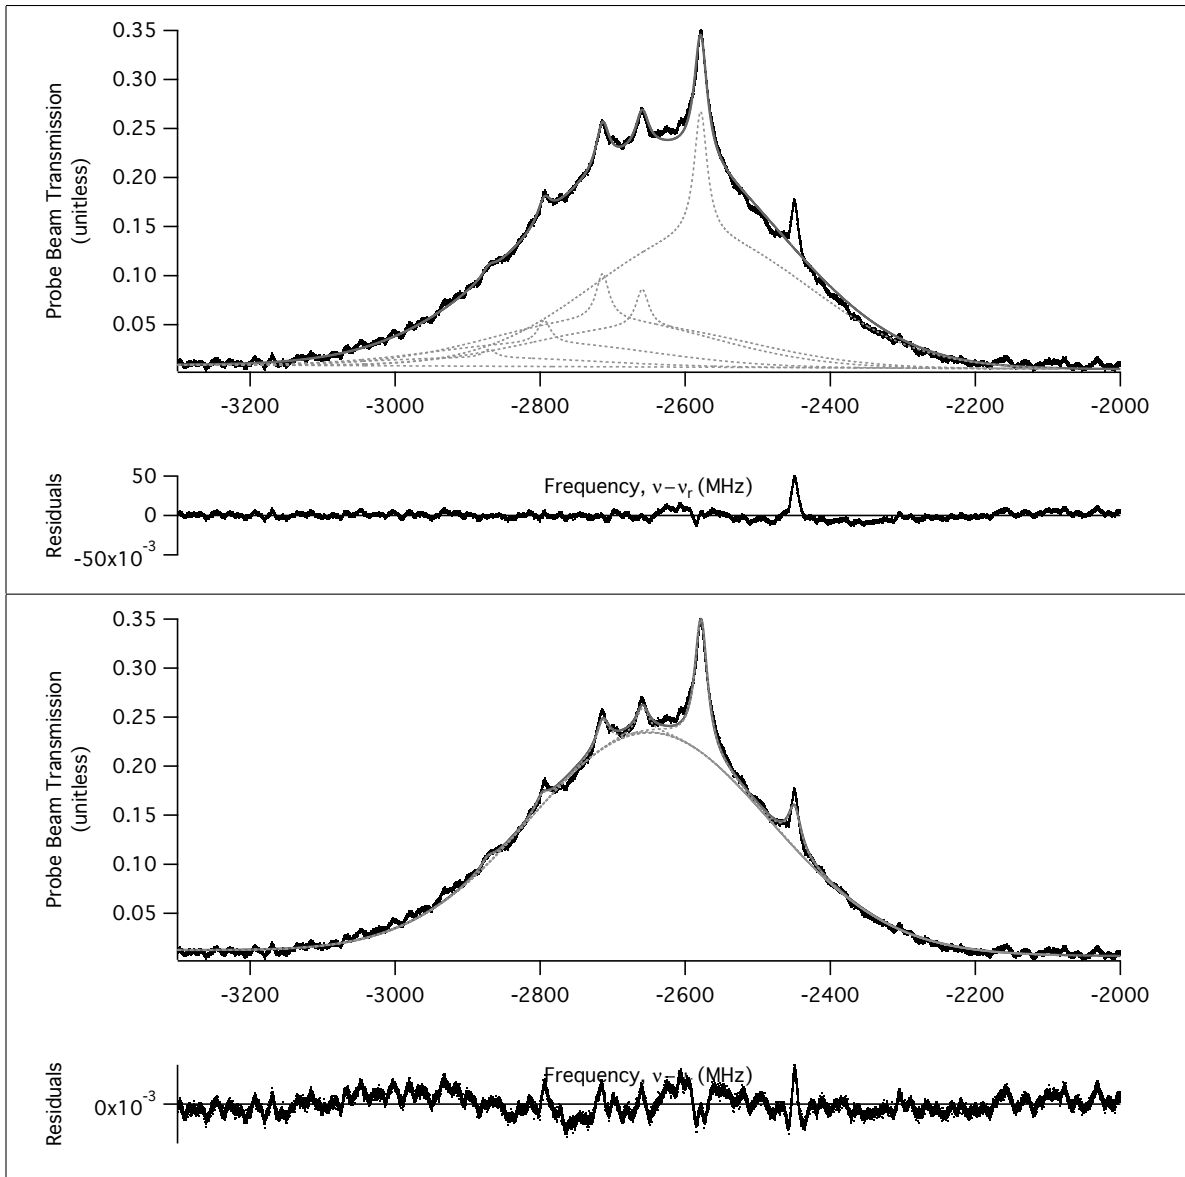 0.35
0.30
0.25
0.20
0.15
0.10
0.05
Probe Beam Transmission
(unitless)
-3200 -3000 -2800 -2600 -2400 -2200 -2000
Frequency, ν−νr (MHz)
50
0
-50x10-3
Residuals
0.35
0.30
0.25
0.20
0.15
0.10
0.05
Probe Beam Transmission
(unitless)
-3200 -3000 -2800 -2600 -2400 -2200 -2000
Frequency, ν−νr (MHz)
0x10-3
Residuals